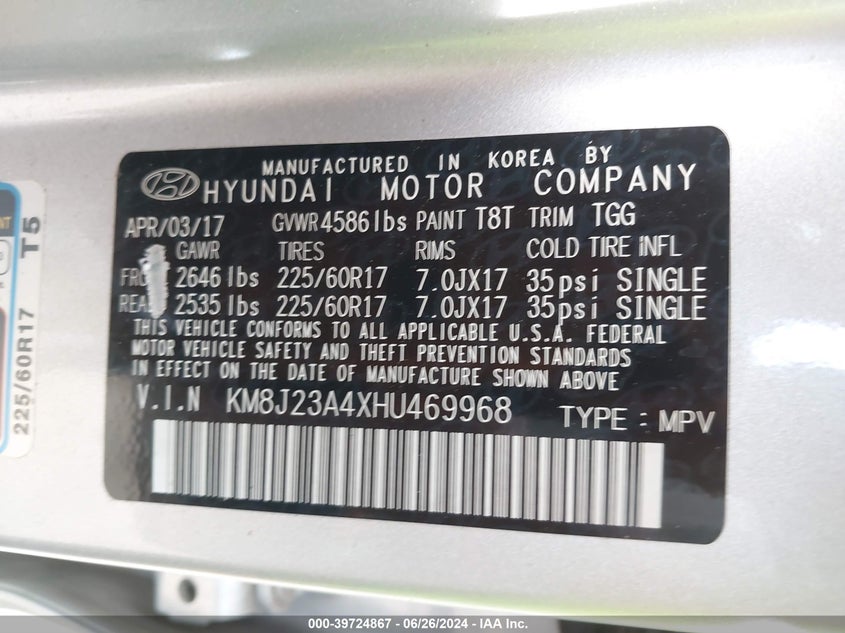 MANUFACTURED IN KOREA BY
HYUNDAI MOTOR COMPANY
APR/03/17 GVWR 4586 lbs PAINT T8T TRIM TGG
GAWR TIRES RIMS COLD TIRE INFL
2646 lbs 225/60R17 7.0JX17 35psi SINGLE
2535 lbs 225/60R17 7.0JX17 35psi SINGLE
THIS VEHICLE CONFORMS TO ALL APPLICABLE U.S.A. FEDERAL
MOTOR VEHICLE SAFETY AND THEFT PREVENTION STANDARDS
IN EFFECT ON THE DATE OF MANUFACTURE SHOWN ABOVE
V.I.N KM8J23A4XHU469968 TYPE : MPV
225/60R17 T5
000-39724867 / 06/26/2024 / IAA Inc.